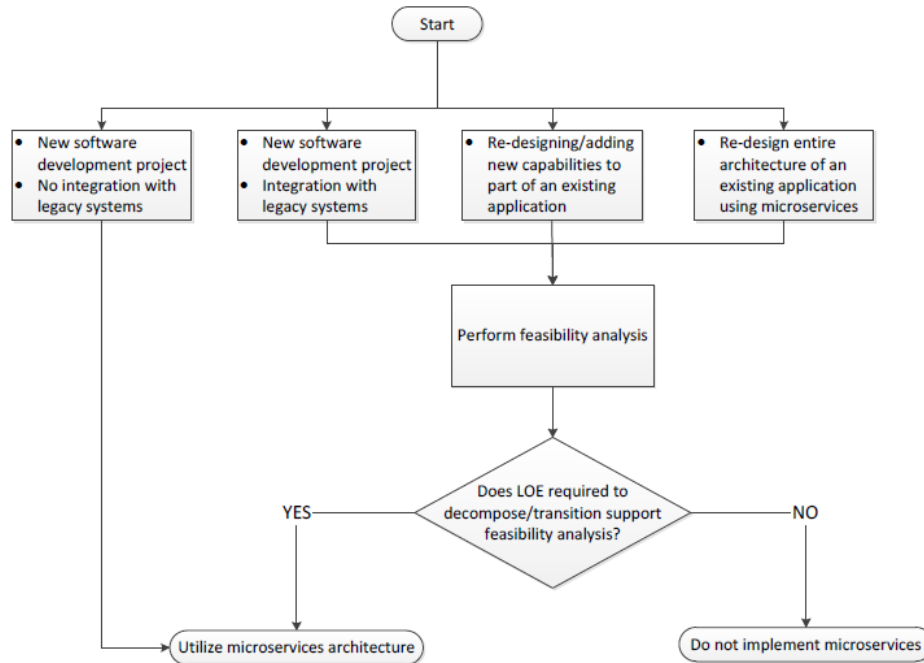 Start
• New software
development project
• No integration with
legacy systems
• New software
development project
• Integration with
legacy systems
• Re-designing/adding
new capabilities to
part of an existing
application
• Re-design entire
architecture of an
existing application
using microservices
Perform feasibility analysis
Does LOE required to
decompose/transition support
feasibility analysis?
YES
NO
Utilize microservices architecture
Do not implement microservices